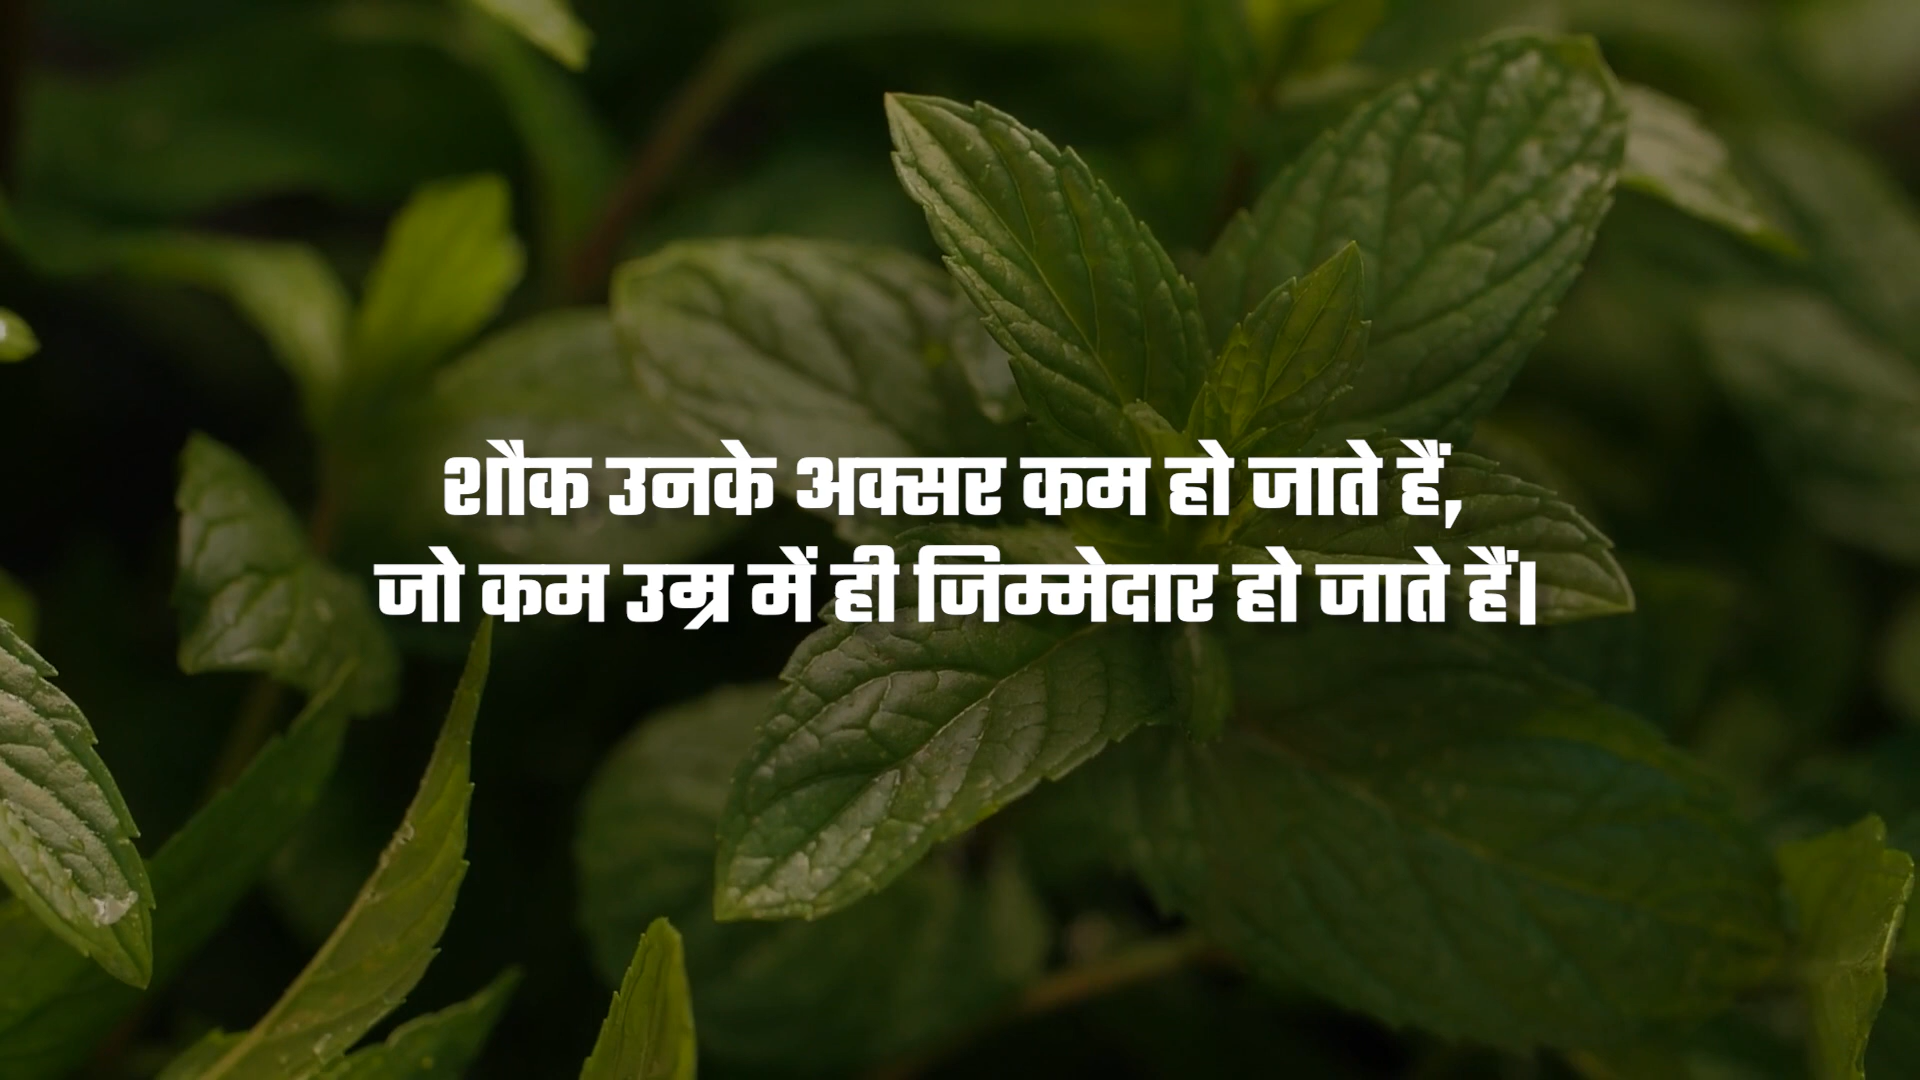 शौक उनके अक्सर कम हो जाते हैं,
जो कम उम्र में ही जिम्मेदार हो जाते हैं।